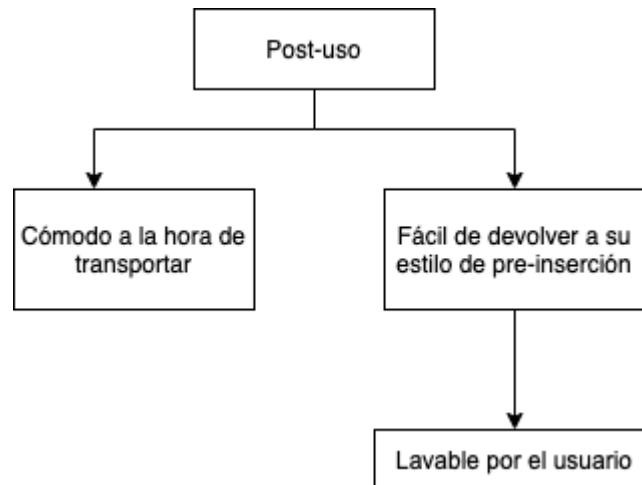 Post-uso
Cómodo a la hora de
transportar
Fácil de devolver a su
estilo de pre-inserción
Lavable por el usuario